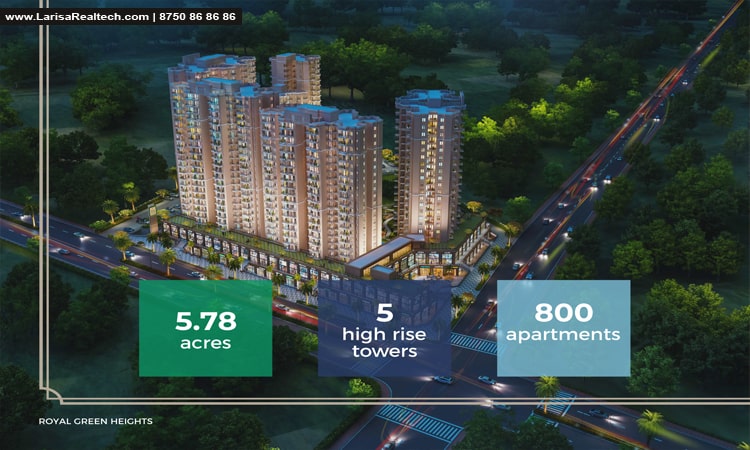 www.LarisaRealtech.com | 8750 86 86 86
5.78
acres
5
high rise
towers
800
apartments
ROYAL GREEN HEIGHTS